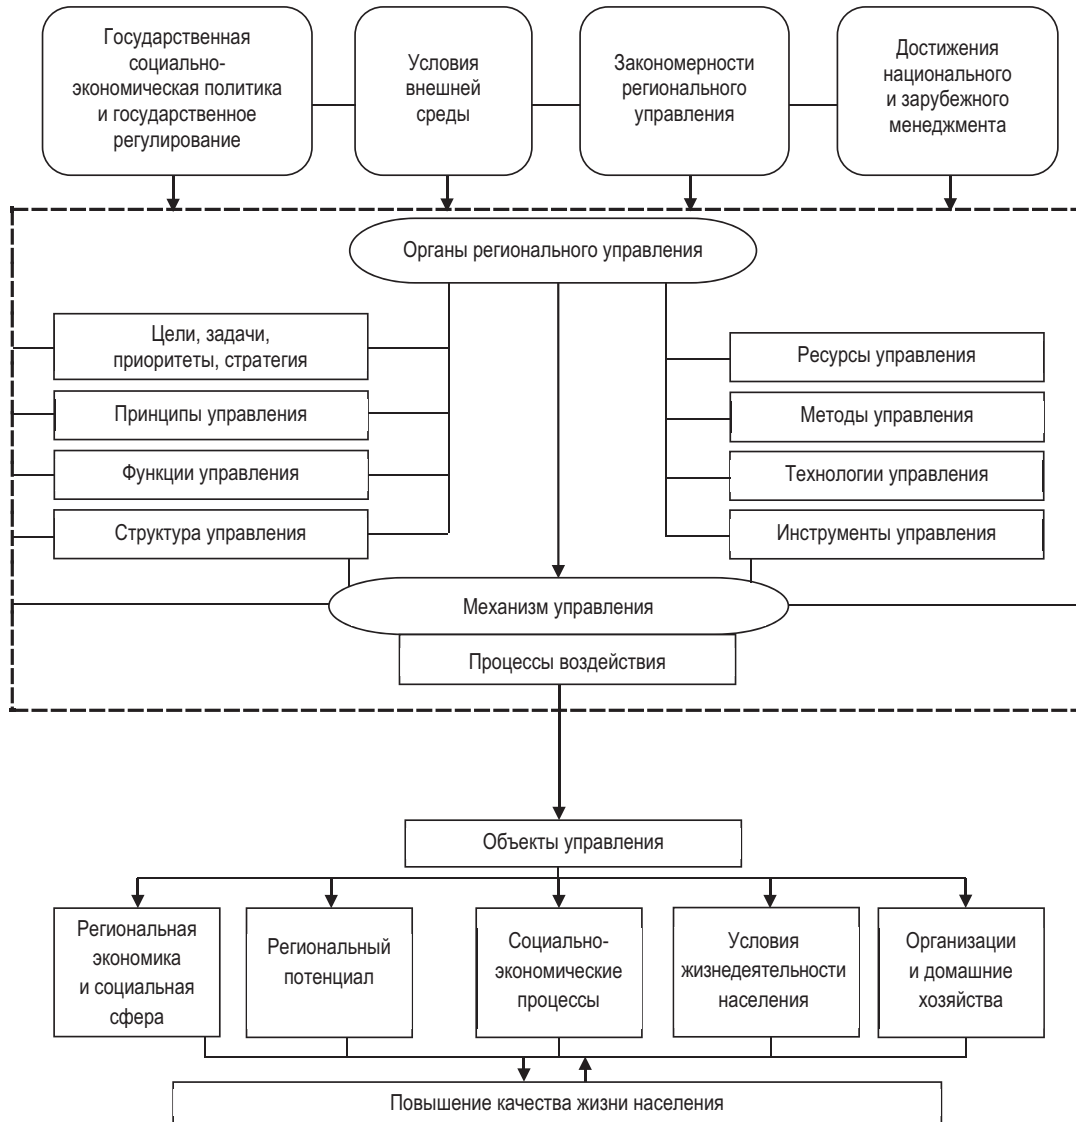 Государственная
социально-
экономическая политика
и государственное
регулирование
Условия
внешней
среды
Закономерности
регионального
управления
Достижения
национального
и зарубежного
менеджмента
Органы регионального управления
Цели, задачи,
приоритеты, стратегия
Принципы управления
Функции управления
Структура управления
Ресурсы управления
Методы управления
Технологии управления
Инструменты управления
Механизм управления
Процессы воздействия
Объекты управления
Региональная
экономика
и социальная
сфера
Региональный
потенциал
Социально-
экономические
процессы
Условия
жизнедеятельности
населения
Организации
и домашние
хозяйства
Повышение качества жизни населения